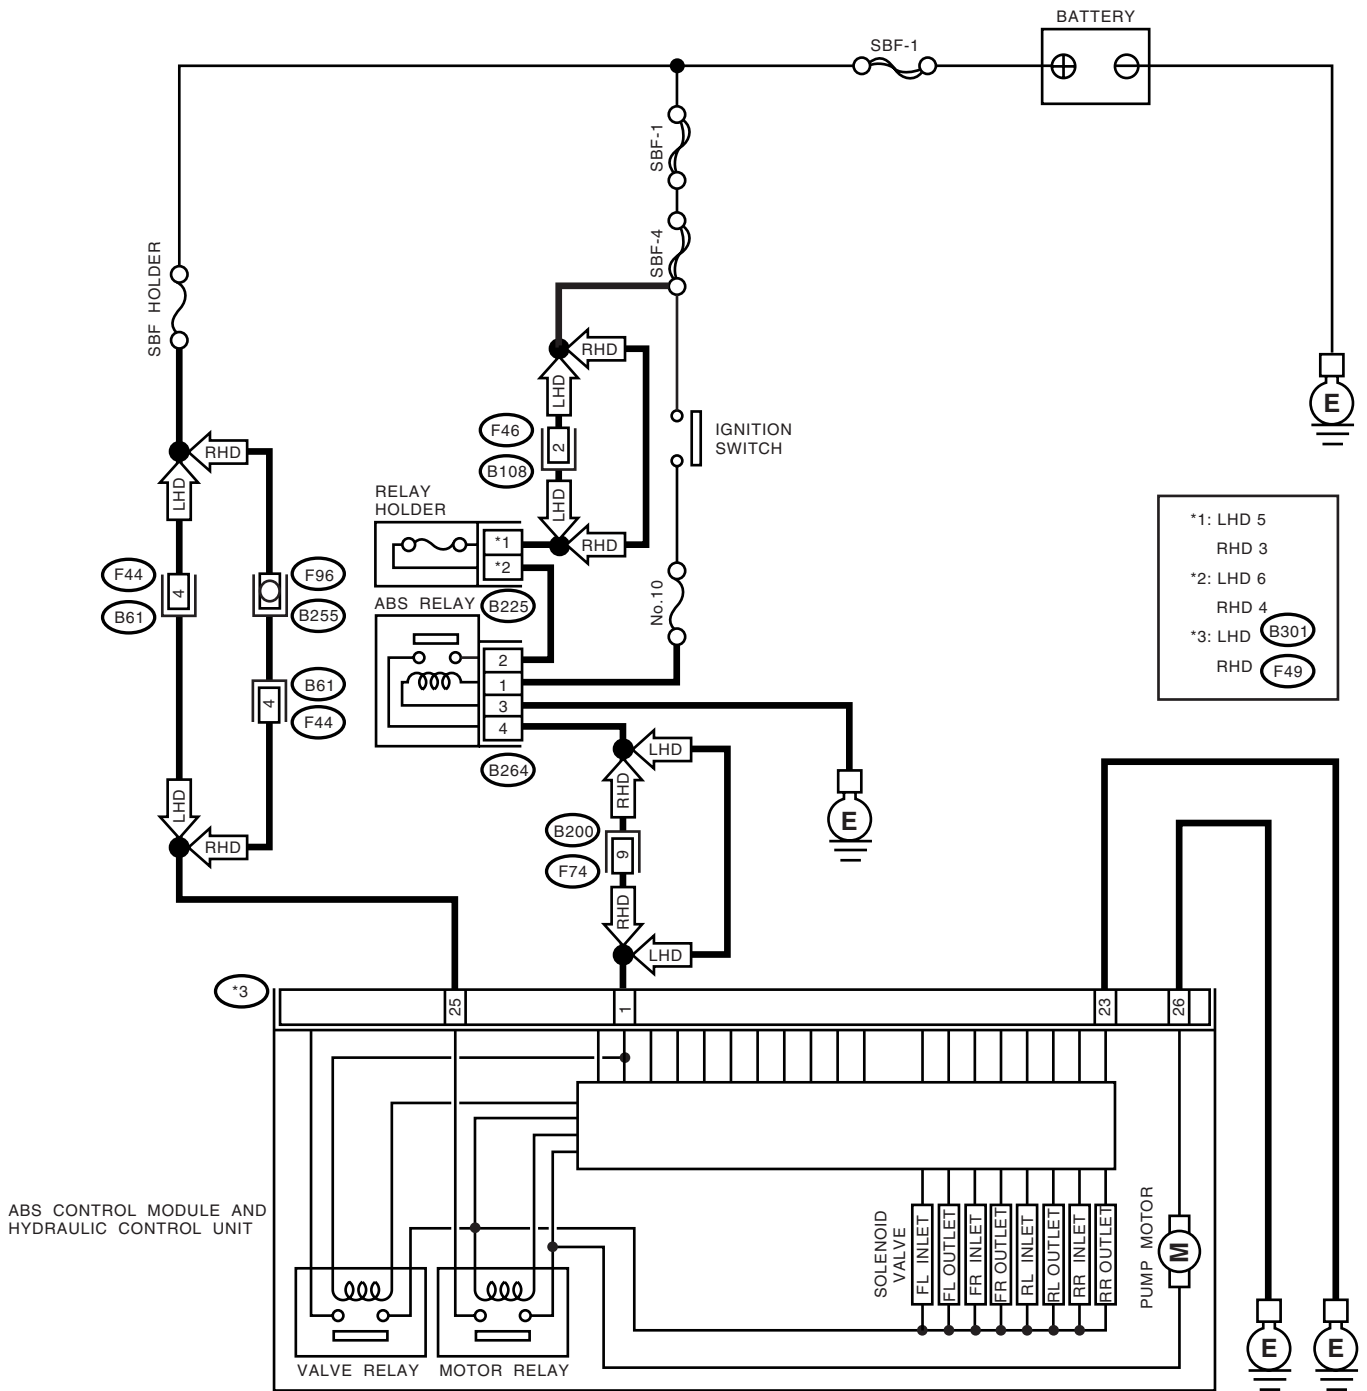 BATTERY
SBF-1
SBF-1
SBF-4
SBF HOLDER
E
RHD
LHD
F46
2
B108
LHD
RHD
IGNITION
SWITCH
RHD
LHD
RELAY
HOLDER
*1
*2
B225
F44
4
B61
F96
B255
B61
4
F44
ABS RELAY
2
1
3
4
B264
No.10
*1: LHD 5
RHD 3
*2: LHD 6
RHD 4
*3: LHD B301
RHD F49
LHD
RHD
LHD
RHD
B200
9
F74
RHD
LHD
E
*3
25
1
23
26
ABS CONTROL MODULE AND
HYDRAULIC CONTROL UNIT
SOLENOID
VALVE
FL INLET
FL OUTLET
FR INLET
FR OUTLET
RL INLET
RL OUTLET
RR INLET
RR OUTLET
PUMP MOTOR
M
E
E
VALVE RELAY
MOTOR RELAY